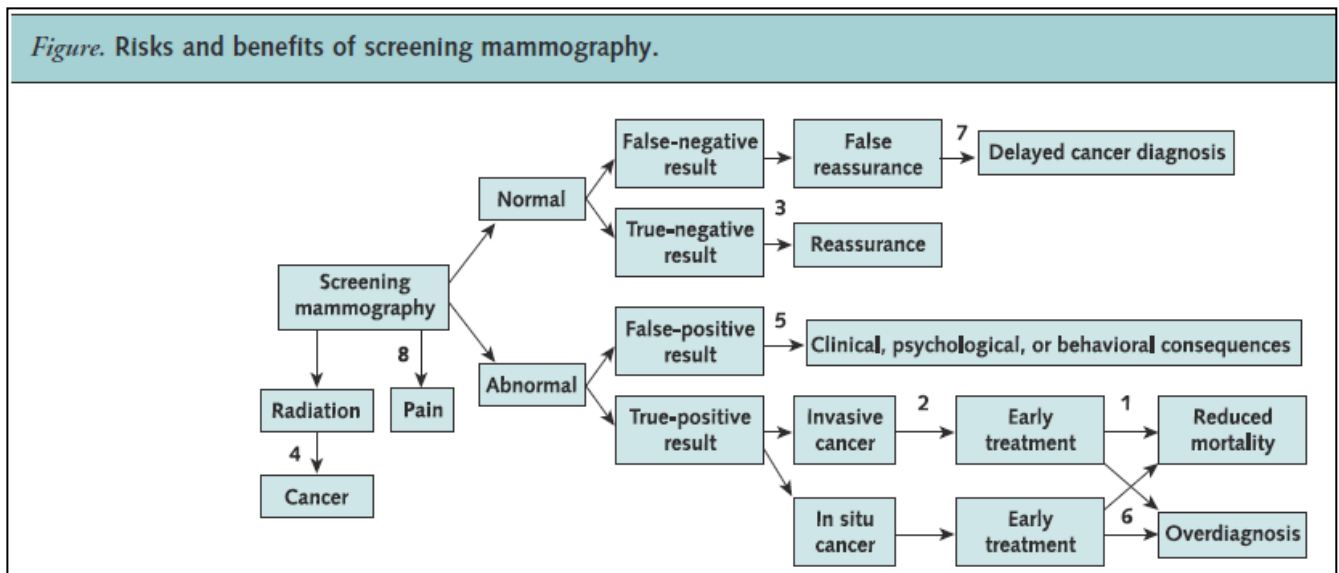 Figure. Risks and benefits of screening mammography.
False-negative
result
False
reassurance
7
Delayed cancer diagnosis
Normal
True-negative
result
3
Reassurance
Screening
mammography
False-positive
result
5
Clinical, psychological, or behavioral consequences
8
Abnormal
Radiation
Pain
True-positive
result
Invasive
cancer
2
Early
treatment
1
Reduced
mortality
4
Cancer
In situ
cancer
Early
treatment
6
Overdiagnosis